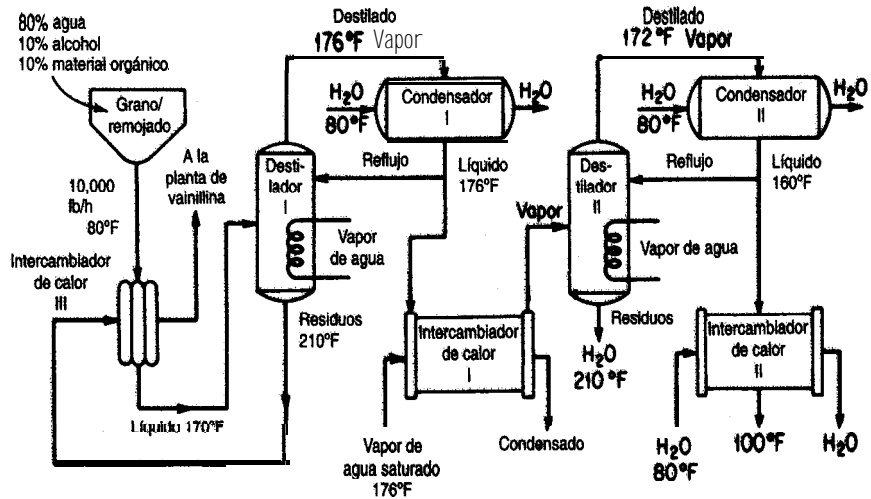 80% agua
10% alcohol
10% material orgánico
Grano/
remojado
10,000
lb/h
80°F
A la
planta de
vainillina
Intercambiador
de calor
III
Líquido 170°F
Destilado
176°F Vapor
H₂O
80°F
Condensador
I
H₂O
Reflujo
Líquido
176°F
Desti-
lador
I
Vapor
de agua
Residuos
210°F
Intercambiador
de calor
I
Vapor de
agua saturado
176°F
Condensado
Vapor
Destilado
172°F Vapor
H₂O
80°F
Condensador
II
H₂O
Reflujo
Líquido
160°F
Des-
tilador
II
Vapor de agua
Residuos
H₂O
210°F
Intercambiador
de calor
II
H₂O
80°F
100°F
H₂O